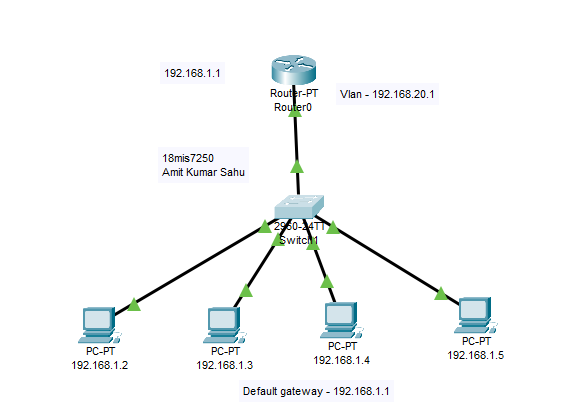 192.168.1.1
Router-PT
Router0
Vlan - 192.168.20.1
18mis7250
Amit Kumar Sahu
2950-24TT
Switch1
PC-PT
192.168.1.2
PC-PT
192.168.1.3
PC-PT
192.168.1.4
PC-PT
192.168.1.5
Default gateway - 192.168.1.1